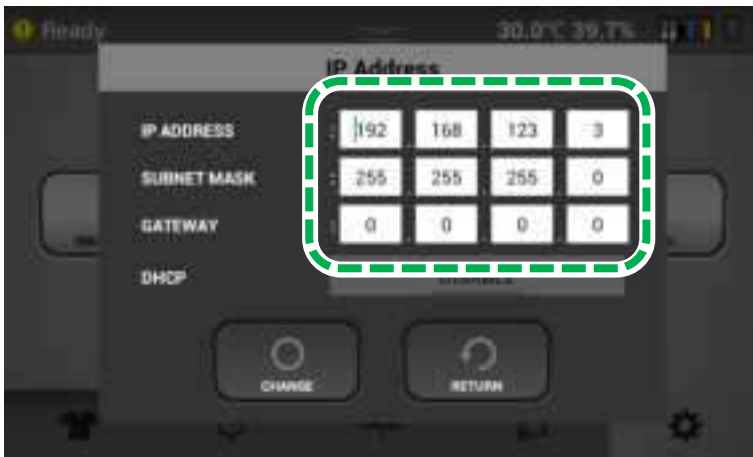 Ready 30.0°C 39.7%
IP Address
IP ADDRESS : 192 168 123 3
SUBNET MASK : 255 255 255 0
GATEWAY : 0 0 0 0
DHCP
CHANGE RETURN